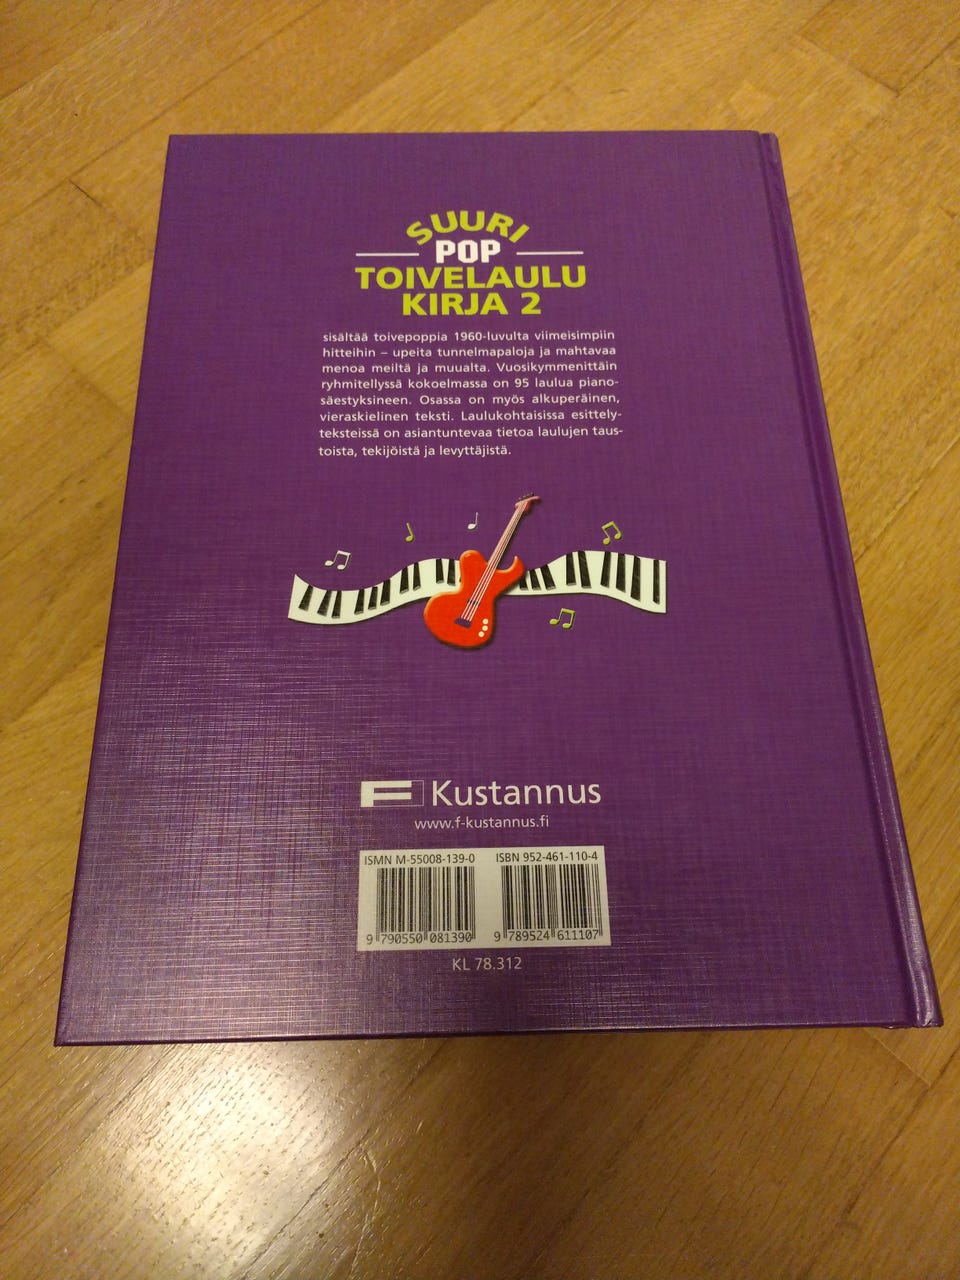 SUURI
POP
TOIVELAULU
KIRJA 2
sisältää toivepoppia 1960-luvulta viimeisimpiin
hitteihin – upeita tunnelmapaloja ja mahtavaa
menoa meiltä ja muualta. Vuosikymmenittäin
ryhmitellyssä kokoelmassa on 95 laulua piano-
säestyksineen. Osassa on myös alkuperäinen,
vieraskielinen teksti. Laulukohtaisissa esittely-
teksteissä on asiantuntevaa tietoa laulujen taus-
toista, tekijöistä ja levyttäjistä.
F Kustannus
www.f-kustannus.fi
ISMN M-55008-139-0 ISBN 952-461-110-4
9 790550 081390 9 789524 611107
KL 78.312